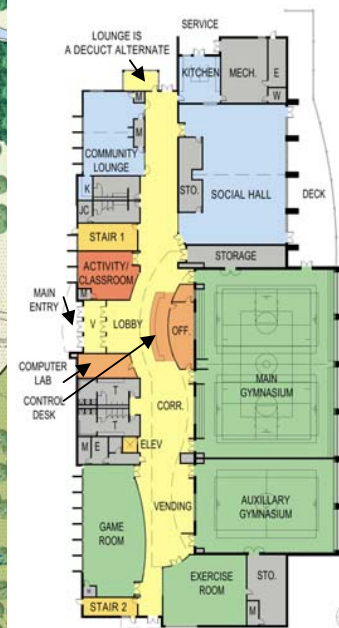 SERVICE
LOUNGE IS
A DECUCT ALTERNATE
KITCHEN
MECH.
E
W
M
M
COMMUNITY
LOUNGE
STO.
SOCIAL HALL
DECK
K
JC
STAIR 1
STORAGE
ACTIVITY/
CLASSROOM
M
MAIN
ENTRY
V
LOBBY
OFF.
COMPUTER
LAB
CONTROL
DESK
MAIN
GYMNASIUM
T
CORR.
T
M
E
ELEV
VENDING
AUXILLARY
GYMNASIUM
GAME
ROOM
EXERCISE
ROOM
STO.
M
STAIR 2